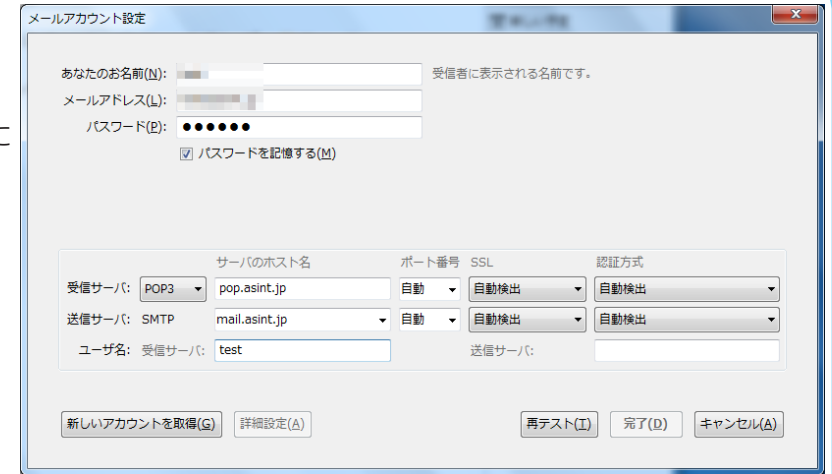 メールアカウント設定
あなたのお名前(N): 受信者に表示される名前です。
メールアドレス(L):
パスワード(P): ●●●●●●
パスワードを記憶する(M)
に
サーバのホスト名 ポート番号 SSL 認証方式
受信サーバ: POP3 pop.asint.jp 自動 自動検出 自動検出
送信サーバ: SMTP mail.asint.jp 自動 自動検出 自動検出
ユーザ名: 受信サーバ: test 送信サーバ:
新しいアカウントを取得(G) 詳細設定(A) 再テスト(T) 完了(D) キャンセル(A)